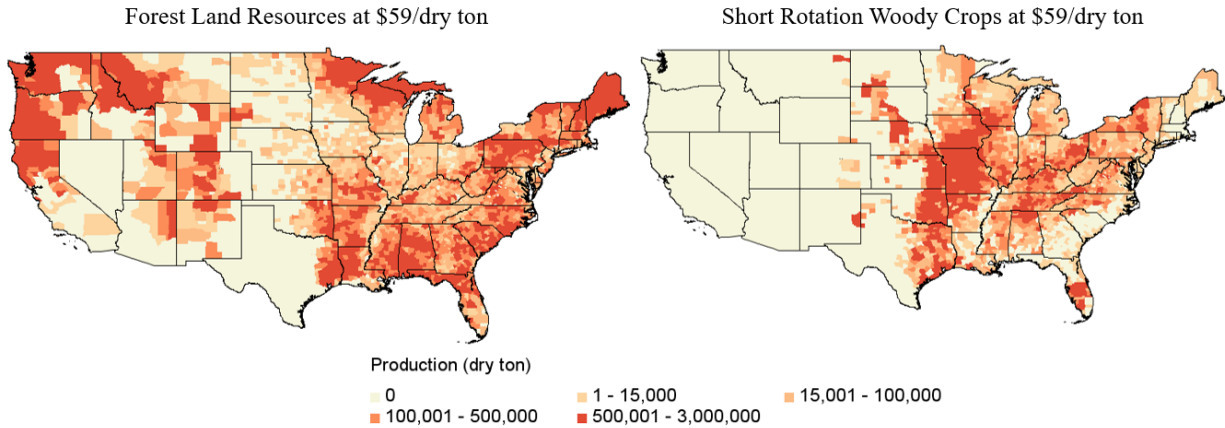 Forest Land Resources at $59/dry ton
Short Rotation Woody Crops at $59/dry ton
Production (dry ton)
0
1 - 15,000
15,001 - 100,000
100,001 - 500,000
500,001 - 3,000,000